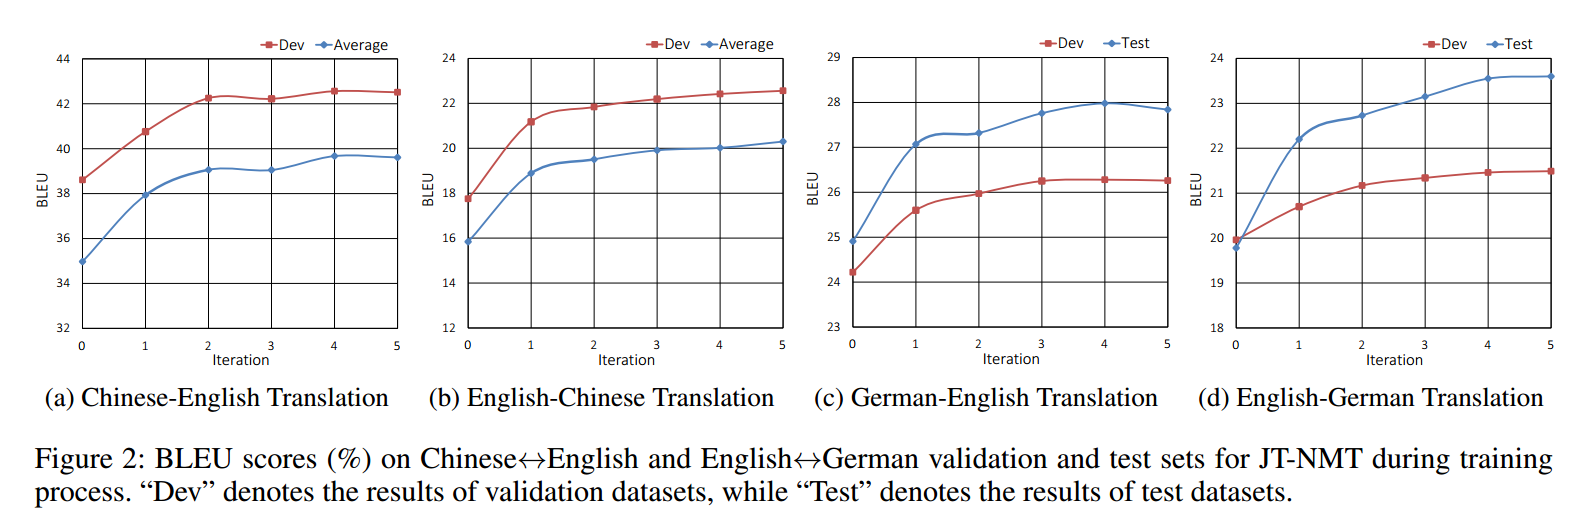 Dev Average
44
42
40
38
36
34
32
BLEU
0 1 2 3 4 5
Iteration
(a) Chinese-English Translation
Dev Average
24
22
20
18
16
14
12
BLEU
0 1 2 3 4 5
Iteration
(b) English-Chinese Translation
Dev Test
29
28
27
26
25
24
23
BLEU
0 1 2 3 4 5
Iteration
(c) German-English Translation
Dev Test
24
23
22
21
20
19
18
BLEU
0 1 2 3 4 5
Iteration
(d) English-German Translation
Figure 2: BLEU scores (%) on Chinese↔English and English↔German validation and test sets for JT-NMT during training
process. “Dev” denotes the results of validation datasets, while “Test” denotes the results of test datasets.